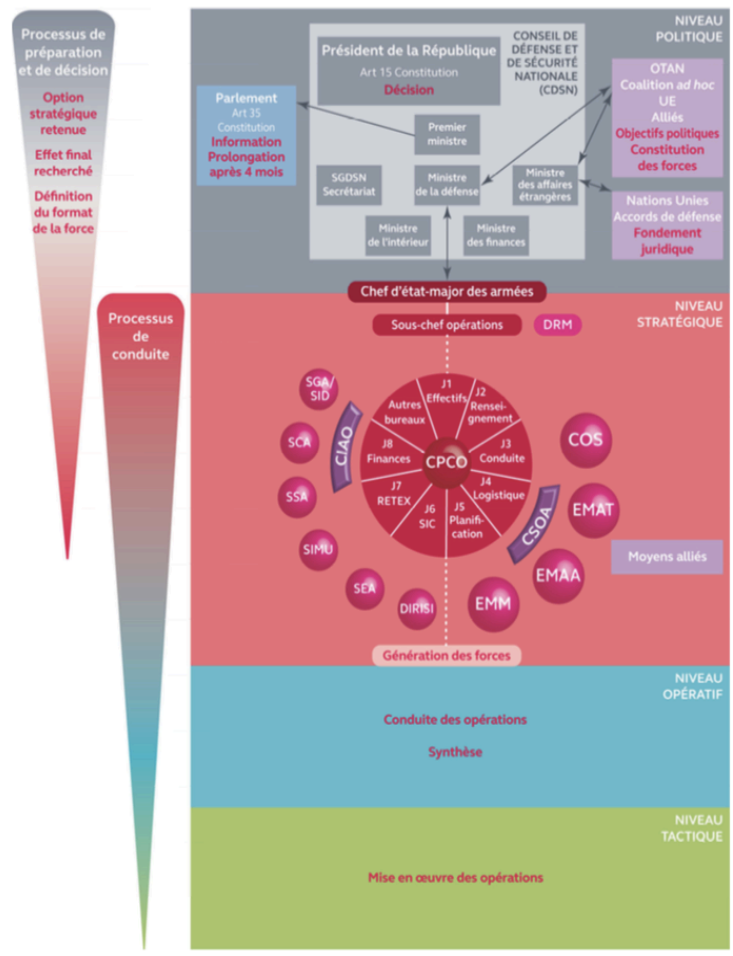 Processus de
préparation
et de décision
Option
stratégique
retenue
Effet final
recherché
Définition
du format
de la force
Processus
de
conduite
NIVEAU
POLITIQUE
CONSEIL DE
DÉFENSE ET
DE SÉCURITÉ
NATIONALE
(CDSN)
Président de la République
Art 15 Constitution
Décision
Parlement
Art 35
Constitution
Information
Prolongation
après 4 mois
Premier
ministre
SGDSN
Secrétariat
Ministre
de la défense
Ministre
des affaires
étrangères
Ministre
de l'intérieur
Ministre
des finances
OTAN
Coalition ad hoc
UE
Alliés
Objectifs politiques
Constitution
des forces
Nations Unies
Accords de défense
Fondement
juridique
Chef d'état-major des armées
NIVEAU
STRATÉGIQUE
Sous-chef opérations
DRM
SGA/
SID
SCA
SSA
SIMU
SEA
DIRISI
CIAO
J1
Effectifs
J2
Rensei-
gnement
J3
Conduite
J4
Logistique
J5
Planifi-
cation
J6
SIC
J7
RETEX
J8
Finances
Autres
bureaux
CPCO
CSOA
COS
EMAT
EMAA
EMM
Moyens alliés
Génération des forces
NIVEAU
OPÉRATIF
Conduite des opérations
Synthèse
NIVEAU
TACTIQUE
Mise en œuvre des opérations